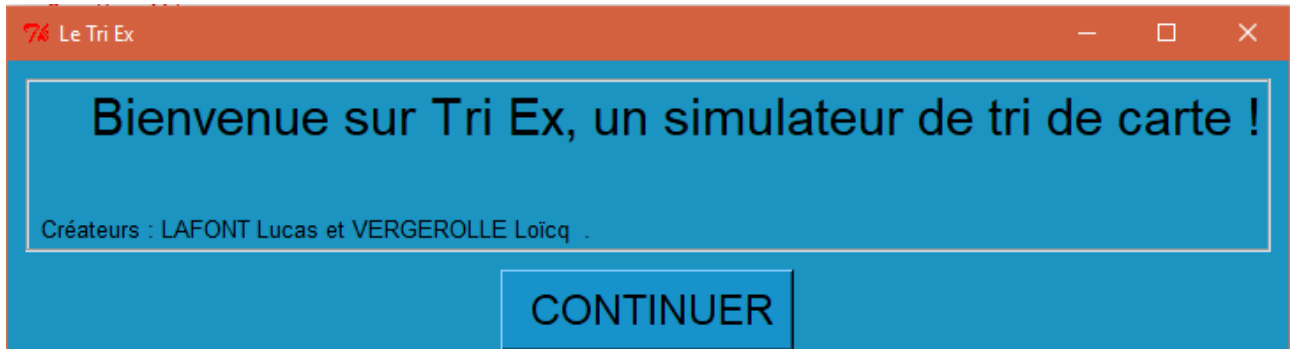 Le Tri Ex
Bienvenue sur Tri Ex, un simulateur de tri de carte !
Créateurs : LAFONT Lucas et VERGEROLLE Loïcq .
CONTINUER